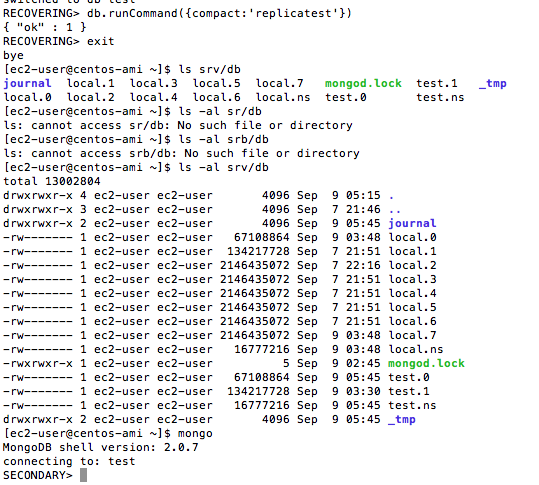 switched to db test
RECOVERING> db.runCommand({compact:'replicatest'})
{ "ok" : 1 }
RECOVERING> exit
bye
[ec2-user@centos-ami ~]$ ls srv/db
journal  local.1  local.3  local.5  local.7   mongod.lock  test.1   _tmp
local.0  local.2  local.4  local.6  local.ns  test.0       test.ns
[ec2-user@centos-ami ~]$ ls -al sr/db
ls: cannot access sr/db: No such file or directory
[ec2-user@centos-ami ~]$ ls -al srb/db
ls: cannot access srb/db: No such file or directory
[ec2-user@centos-ami ~]$ ls -al srv/db
total 13002804
drwxrwxr-x 4 ec2-user ec2-user       4096 Sep  9 05:15 .
drwxrwxr-x 3 ec2-user ec2-user       4096 Sep  7 21:46 ..
drwxrwxr-x 2 ec2-user ec2-user       4096 Sep  9 05:45 journal
-rw------- 1 ec2-user ec2-user   67108864 Sep  9 03:48 local.0
-rw------- 1 ec2-user ec2-user  134217728 Sep  7 21:51 local.1
-rw------- 1 ec2-user ec2-user 2146435072 Sep  7 22:16 local.2
-rw------- 1 ec2-user ec2-user 2146435072 Sep  7 21:51 local.3
-rw------- 1 ec2-user ec2-user 2146435072 Sep  7 21:51 local.4
-rw------- 1 ec2-user ec2-user 2146435072 Sep  7 21:51 local.5
-rw------- 1 ec2-user ec2-user 2146435072 Sep  7 21:51 local.6
-rw------- 1 ec2-user ec2-user 2146435072 Sep  9 03:48 local.7
-rw------- 1 ec2-user ec2-user   16777216 Sep  9 03:48 local.ns
-rwxrwxr-x 1 ec2-user ec2-user          5 Sep  9 02:45 mongod.lock
-rw------- 1 ec2-user ec2-user   67108864 Sep  9 05:45 test.0
-rw------- 1 ec2-user ec2-user  134217728 Sep  9 03:30 test.1
-rw------- 1 ec2-user ec2-user   16777216 Sep  9 05:45 test.ns
drwxrwxr-x 2 ec2-user ec2-user       4096 Sep  9 05:45 _tmp
[ec2-user@centos-ami ~]$ mongo
MongoDB shell version: 2.0.7
connecting to: test
SECONDARY>